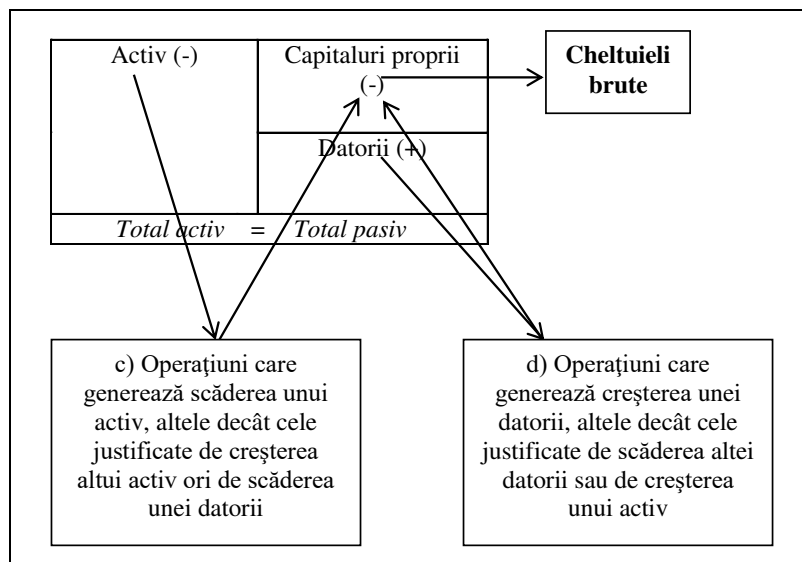 Activ (-)
Capitaluri proprii
(-)
Cheltuieli
brute
Datorii (+)
Total activ = Total pasiv
c) Operaţiuni care
generează scăderea unui
activ, altele decât cele
justificate de creşterea
altui activ ori de scăderea
unei datorii
d) Operaţiuni care
generează creşterea unei
datorii, altele decât cele
justificate de scăderea altei
datorii sau de creşterea
unui activ